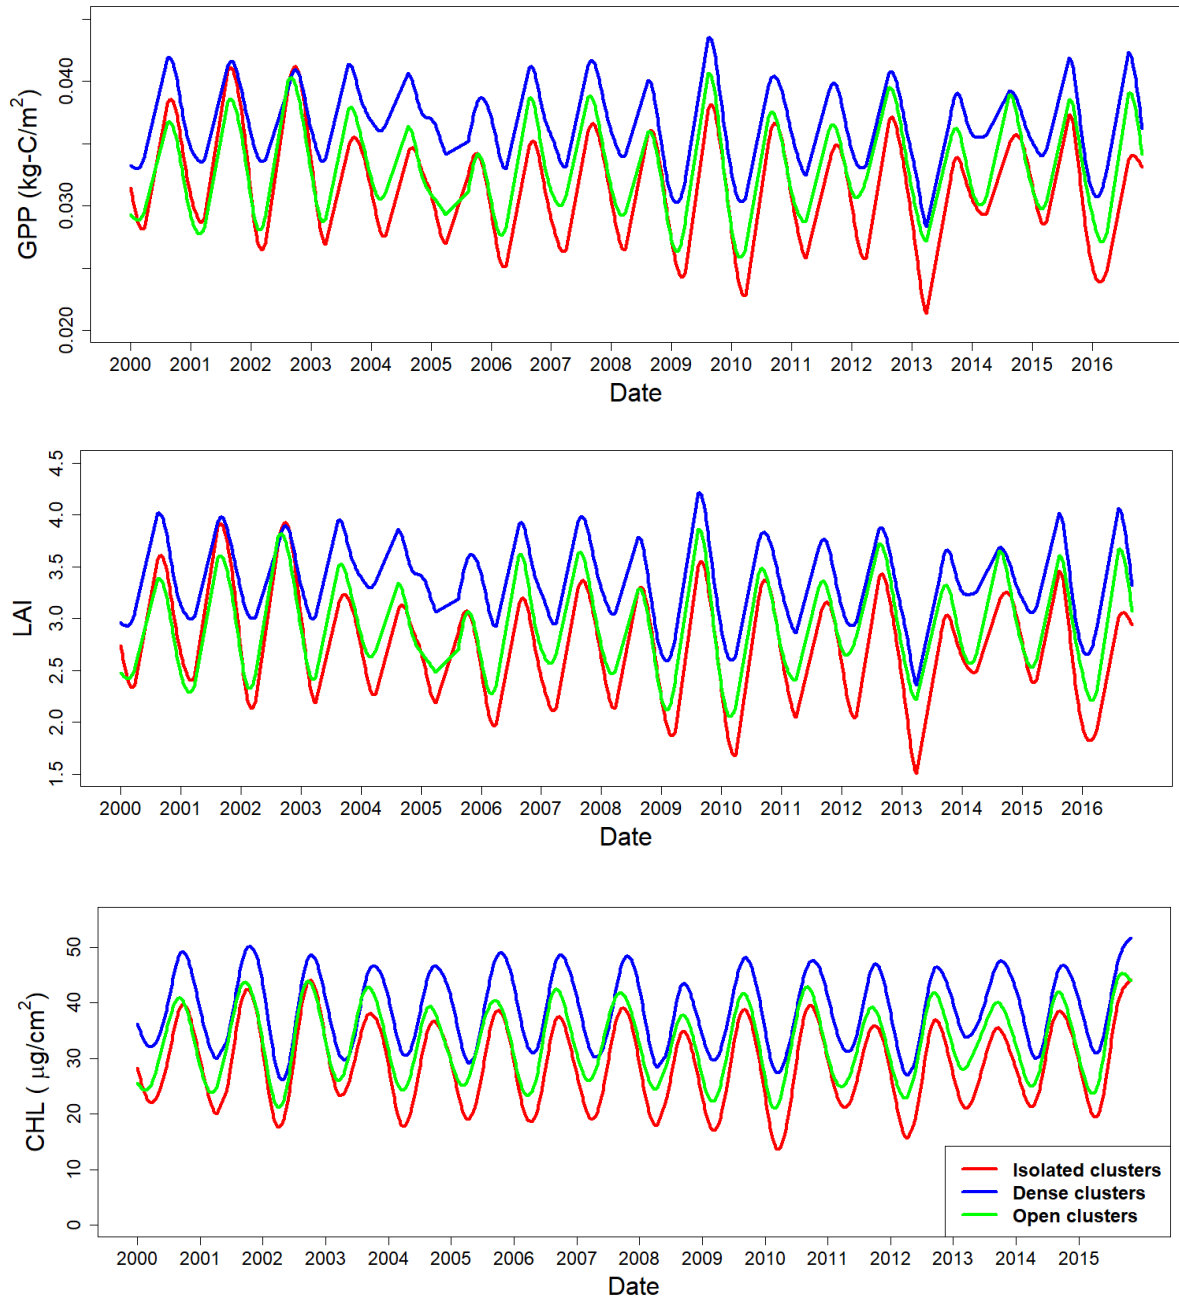 GPP (kg-C/m²)
0.040
0.030
0.020
2000 2001 2002 2003 2004 2005 2006 2007 2008 2009 2010 2011 2012 2013 2014 2015 2016
Date
LAI
4.5
4.0
3.5
3.0
2.5
2.0
1.5
2000 2001 2002 2003 2004 2005 2006 2007 2008 2009 2010 2011 2012 2013 2014 2015 2016
Date
CHL ( µg/cm²)
50
40
30
20
10
0
Isolated clusters
Dense clusters
Open clusters
2000 2001 2002 2003 2004 2005 2006 2007 2008 2009 2010 2011 2012 2013 2014 2015
Date